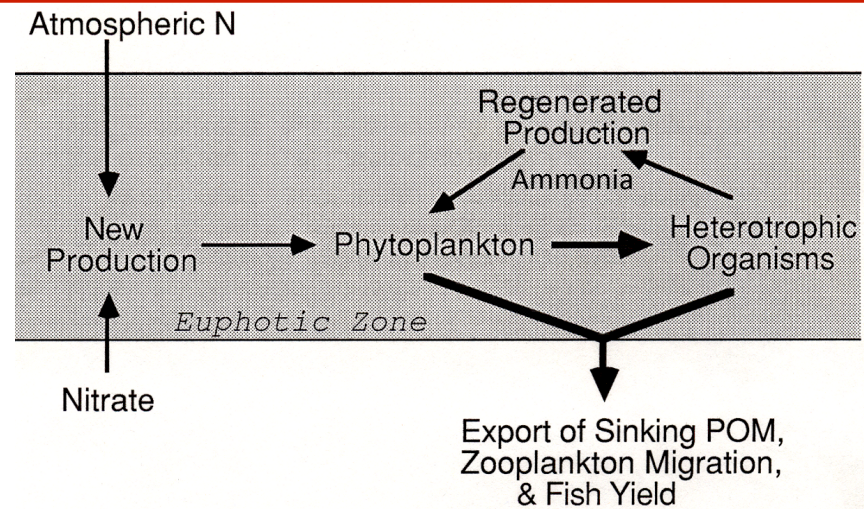 Atmospheric N
Regenerated
Production
Ammonia
New
Production
Phytoplankton
Heterotrophic
Organisms
Euphotic Zone
Nitrate
Export of Sinking POM,
Zooplankton Migration,
& Fish Yield